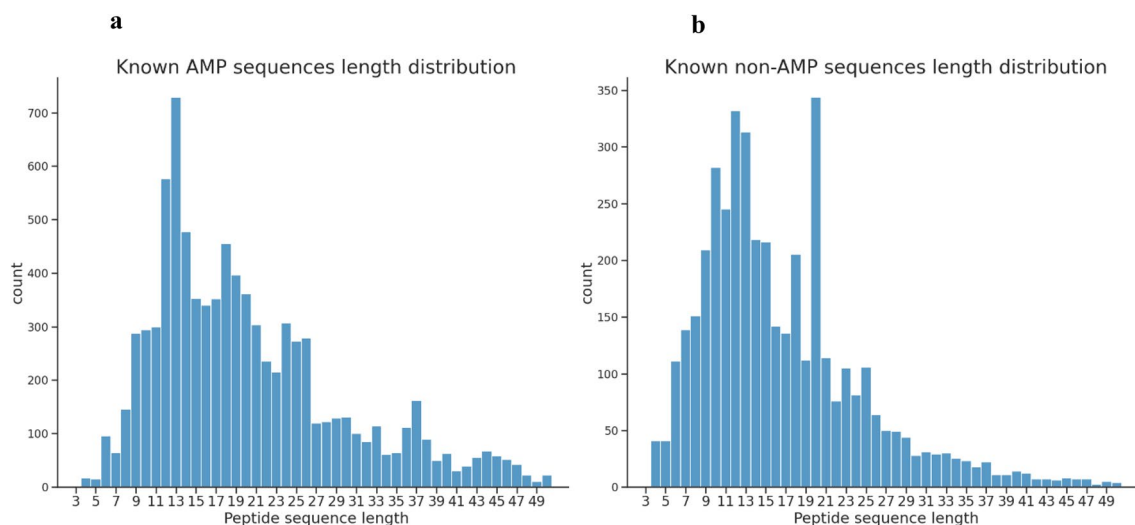 a
Known AMP sequences length distribution
700
600
500
400
300
200
100
0
count
3 5 7 9 11 13 15 17 19 21 23 25 27 29 31 33 35 37 39 41 43 45 47 49
Peptide sequence length
b
Known non-AMP sequences length distribution
350
300
250
200
150
100
50
0
count
3 5 7 9 11 13 15 17 19 21 23 25 27 29 31 33 35 37 39 41 43 45 47 49
Peptide sequence length